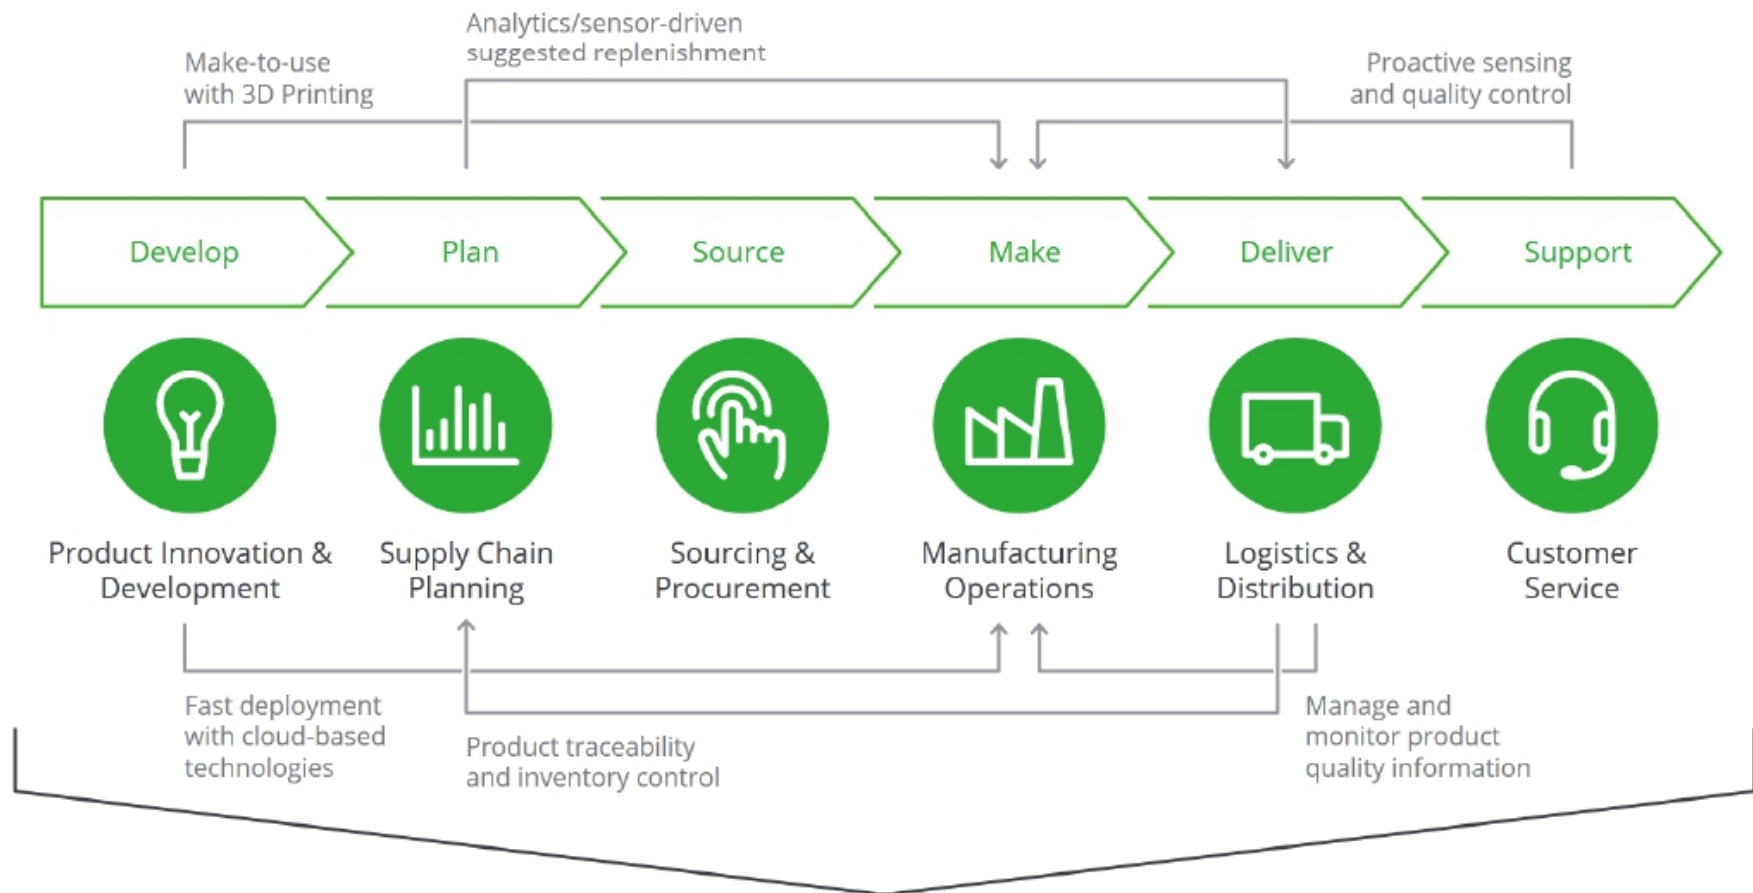 Analytics/sensor-driven
suggested replenishment
Make-to-use
with 3D Printing
Proactive sensing
and quality control
Develop
Plan
Source
Make
Deliver
Support
Product Innovation &
Development
Supply Chain
Planning
Sourcing &
Procurement
Manufacturing
Operations
Logistics &
Distribution
Customer
Service
Fast deployment
with cloud-based
technologies
Product traceability
and inventory control
Manage and
monitor product
quality information